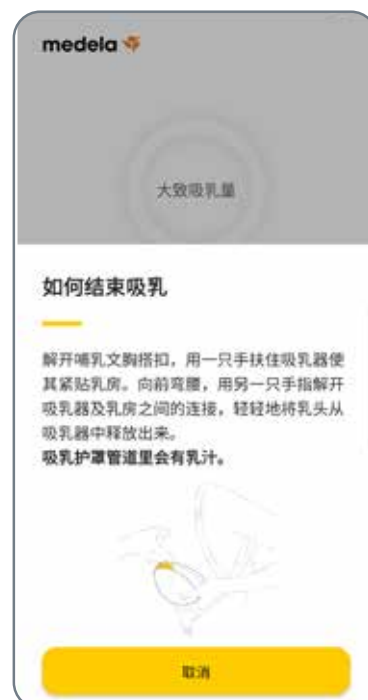 medela
大致吸乳量
如何结束吸乳
解开哺乳文胸搭扣，用一只手扶住吸乳器使
其紧贴乳房。向前弯腰，用另一只手指解开
吸乳器及乳房之间的连接，轻轻地将乳头从
吸乳器中释放出来。
吸乳护罩管道里会有乳汁。
取消